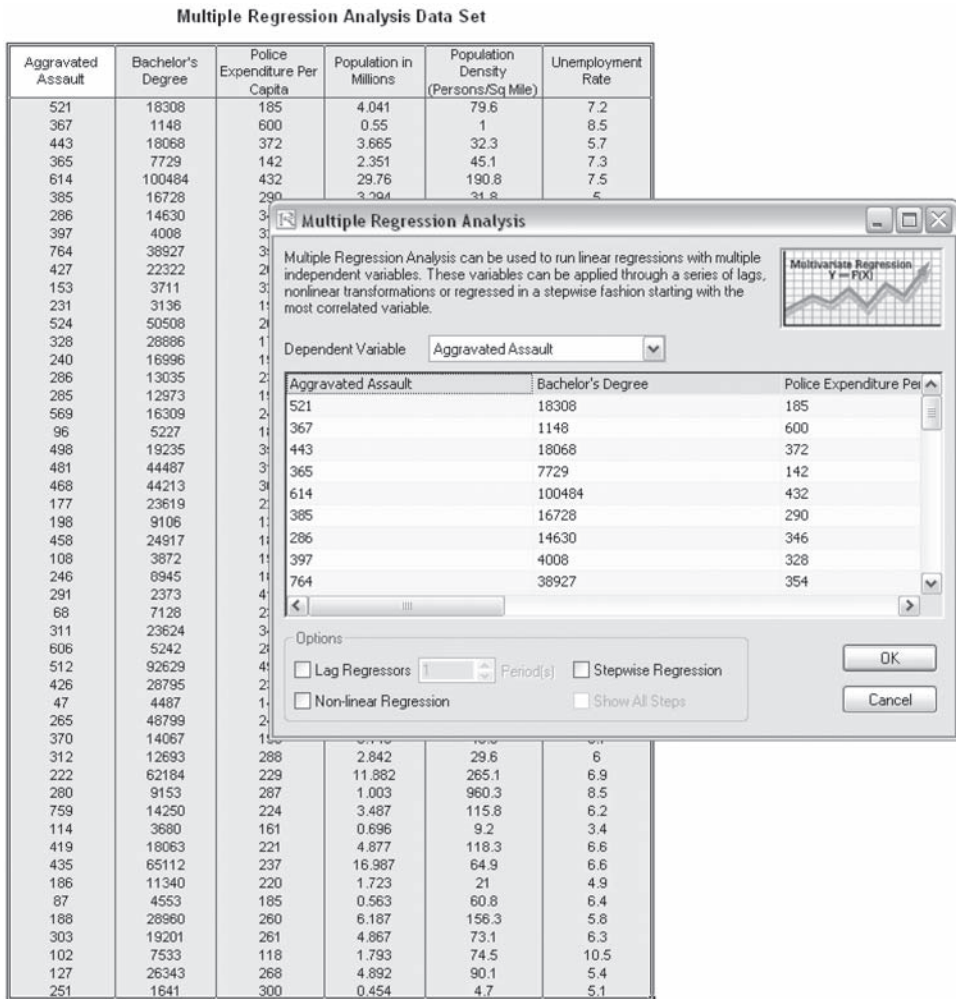 Multiple Regression Analysis Data Set
Aggravated Assault Bachelor's Degree Police Expenditure Per Capita Population in Millions Population Density (Persons/Sq Mile) Unemployment Rate
521 18308 185 4.041 79.6 7.2
367 1148 600 0.55 1 8.5
443 18068 372 3.665 32.3 5.7
365 7729 142 2.351 45.1 7.3
614 100484 432 29.76 190.8 7.5
385 16728 290 3.294 31.8 5
286 14630
397 4008
764 38927
427 22322
153 3711
231 3136
524 50508
328 28886
240 16996
286 13035
285 12973
569 16309
96 5227
498 19235
481 44487
468 44213
177 23619
198 9106
458 24917
108 3872
246 8945
291 2373
68 7128
311 23624
606 5242
512 92629
426 28795
47 4487
265 48799
370 14067
312 12693 288 2.842 29.6 6
222 62184 229 11.882 265.1 6.9
280 9153 287 1.003 960.3 8.5
759 14250 224 3.487 115.8 6.2
114 3680 161 0.696 9.2 3.4
419 18063 221 4.877 118.3 6.6
435 65112 237 16.987 64.9 6.6
186 11340 220 1.723 21 4.9
87 4553 185 0.563 60.8 6.4
188 28960 260 6.187 156.3 5.8
303 19201 261 4.867 73.1 6.3
102 7533 118 1.793 74.5 10.5
127 26343 268 4.892 90.1 5.4
251 1641 300 0.454 4.7 5.1
Multiple Regression Analysis
Multiple Regression Analysis can be used to run linear regressions with multiple
independent variables. These variables can be applied through a series of lags,
nonlinear transformations or regressed in a stepwise fashion starting with the
most correlated variable.
Multivariate Regression
Y = F(X)
Dependent Variable Aggravated Assault
Aggravated Assault Bachelor's Degree Police Expenditure Per
521 18308 185
367 1148 600
443 18068 372
365 7729 142
614 100484 432
385 16728 290
286 14630 346
397 4008 328
764 38927 354
Options
Lag Regressors 1 Period(s) Stepwise Regression
Non-linear Regression Show All Steps
OK
Cancel